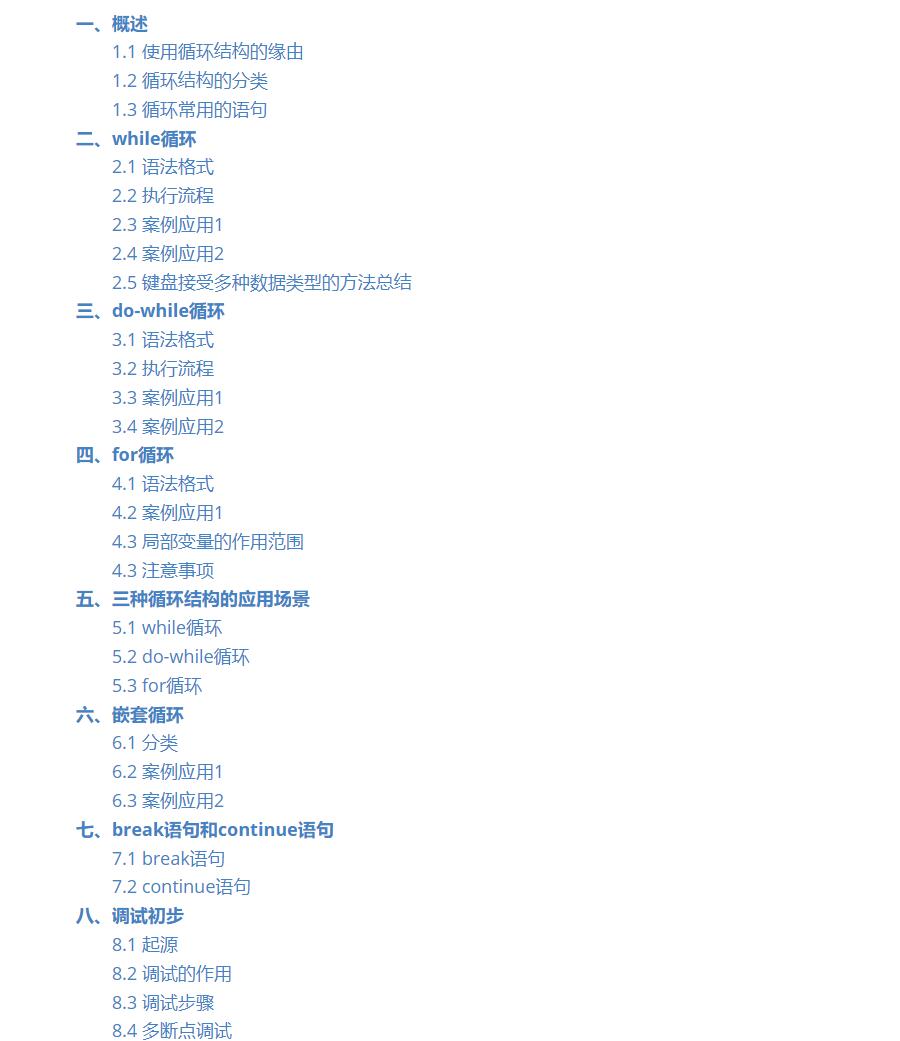 一、概述
1.1 使用循环结构的缘由
1.2 循环结构的分类
1.3 循环常用的语句
二、while循环
2.1 语法格式
2.2 执行流程
2.3 案例应用1
2.4 案例应用2
2.5 键盘接受多种数据类型的方法总结
三、do-while循环
3.1 语法格式
3.2 执行流程
3.3 案例应用1
3.4 案例应用2
四、for循环
4.1 语法格式
4.2 案例应用1
4.3 局部变量的作用范围
4.3 注意事项
五、三种循环结构的应用场景
5.1 while循环
5.2 do-while循环
5.3 for循环
六、嵌套循环
6.1 分类
6.2 案例应用1
6.3 案例应用2
七、break语句和continue语句
7.1 break语句
7.2 continue语句
八、调试初步
8.1 起源
8.2 调试的作用
8.3 调试步骤
8.4 多断点调试